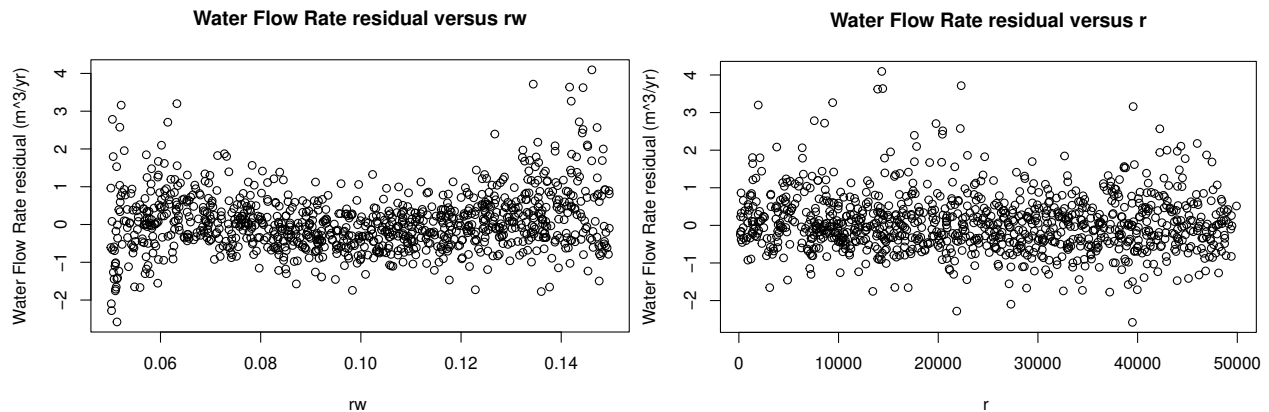 Water Flow Rate residual versus rw
Water Flow Rate residual (m^3/yr)
4
3
2
1
0
−1
−2
0.06 0.08 0.10 0.12 0.14
rw
Water Flow Rate residual versus r
Water Flow Rate residual (m^3/yr)
4
3
2
1
0
−1
−2
0 10000 20000 30000 40000 50000
r